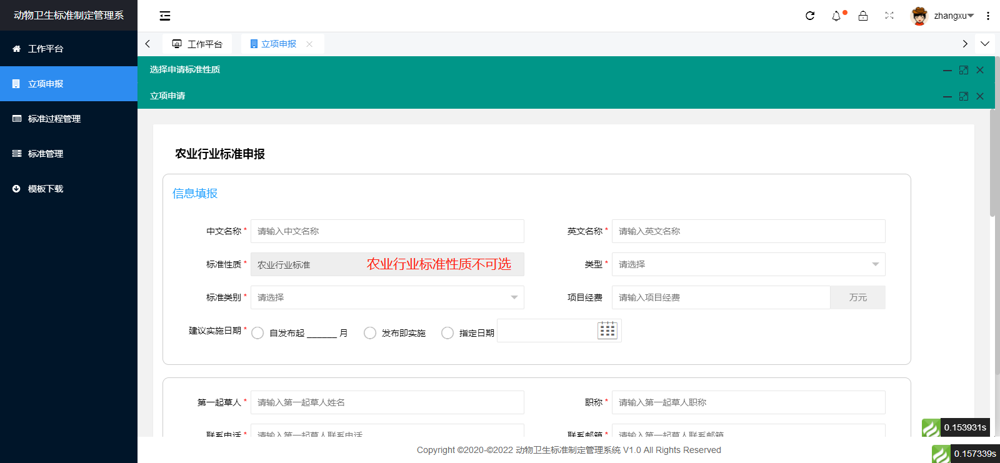 动物卫生标准制定管理系
zhangxu
工作平台
立项申报
标准过程管理
标准管理
模板下载
工作平台
立项申报
选择申请标准性质
立项申请
农业行业标准申报
信息填报
中文名称 * 请输入中文名称
英文名称 * 请输入英文名称
标准性质 * 农业行业标准 农业行业标准性质不可选
类型 * 请选择
标准类别 * 请选择
项目经费 请输入项目经费 万元
建议实施日期 * 自发布起 ______ 月 发布即实施 指定日期
第一起草人 * 请输入第一起草人姓名
职称 * 请输入第一起草人职称
联系电话 * 请输入第一起草人联系电话
联系邮箱 * 请输入第一起草人联系邮箱
0.153931s
Copyright ©2020-©2022 动物卫生标准制定管理系统 V1.0 All Rights Reserved
0.157339s